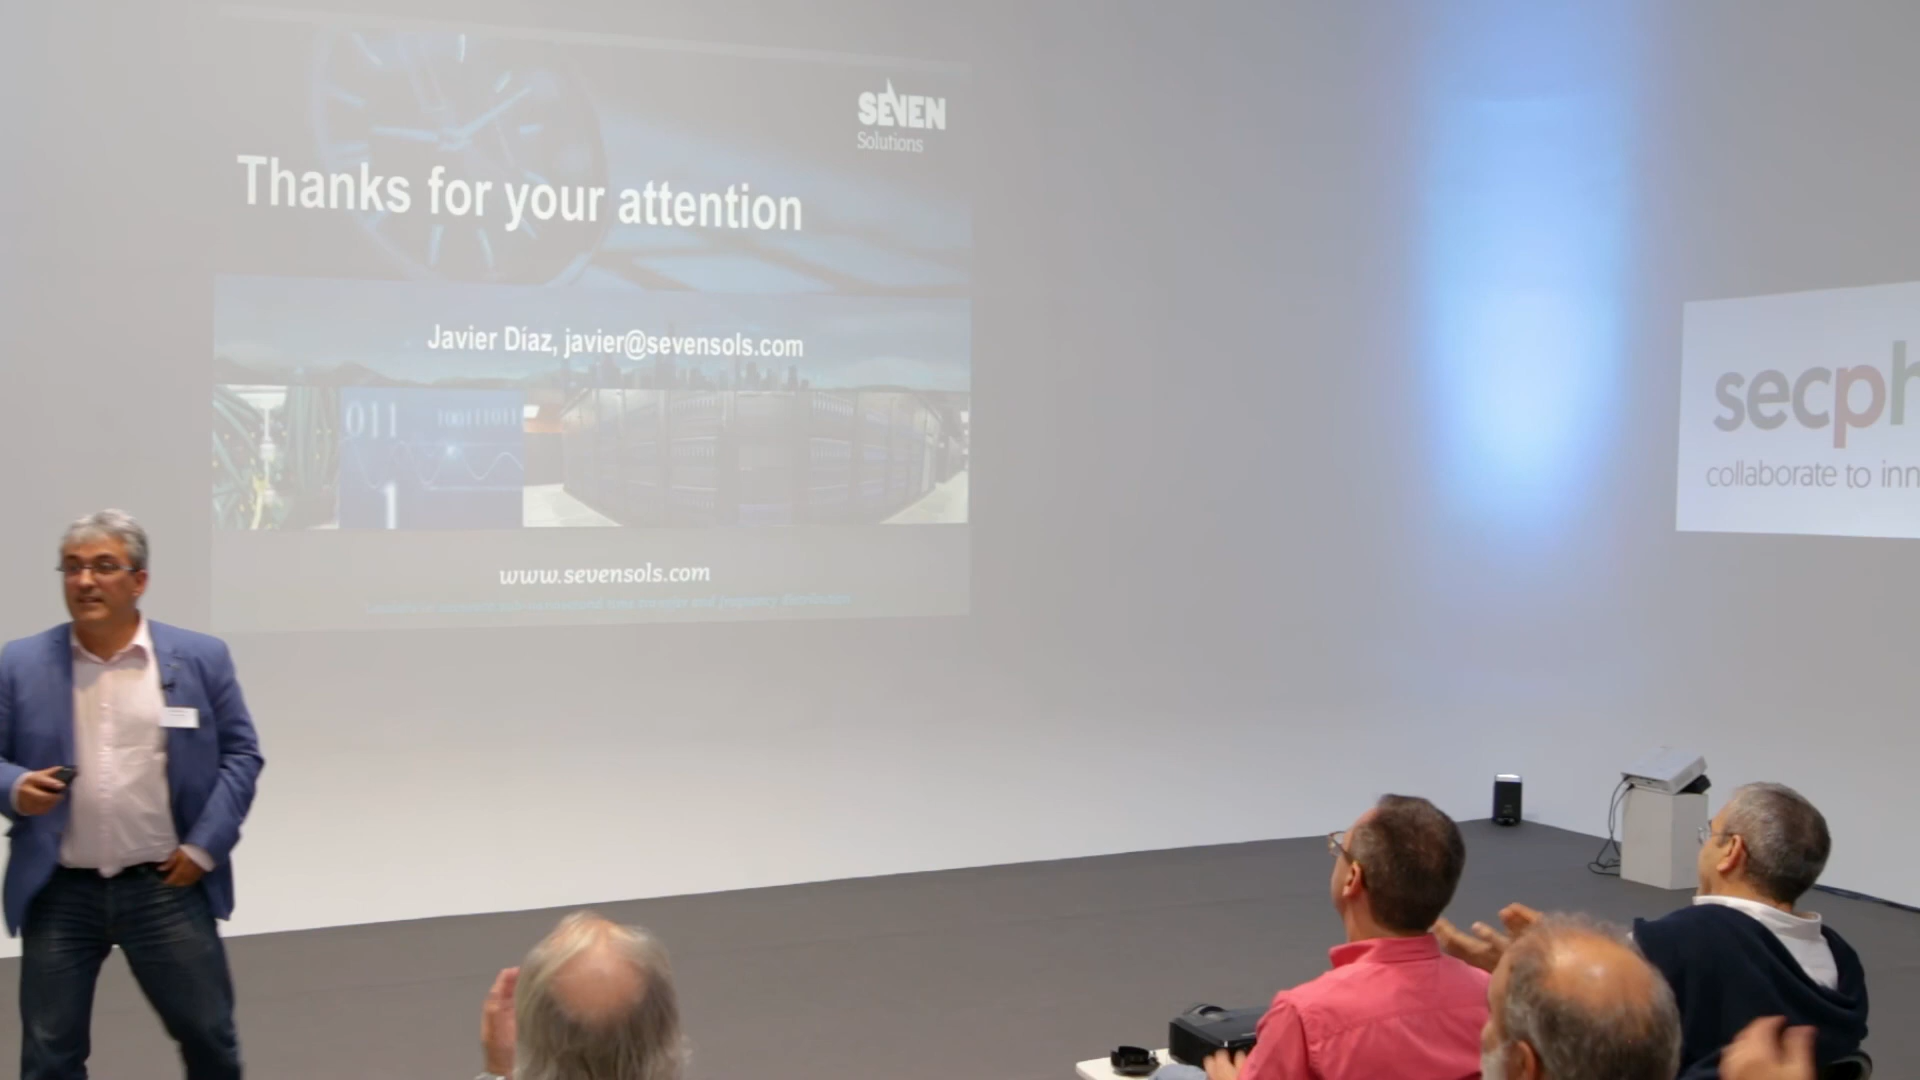 SEVEN
Solutions
Thanks for your attention
Javier Díaz, javier@sevensols.com
011
1
www.sevensols.com
secph
collaborate to inn